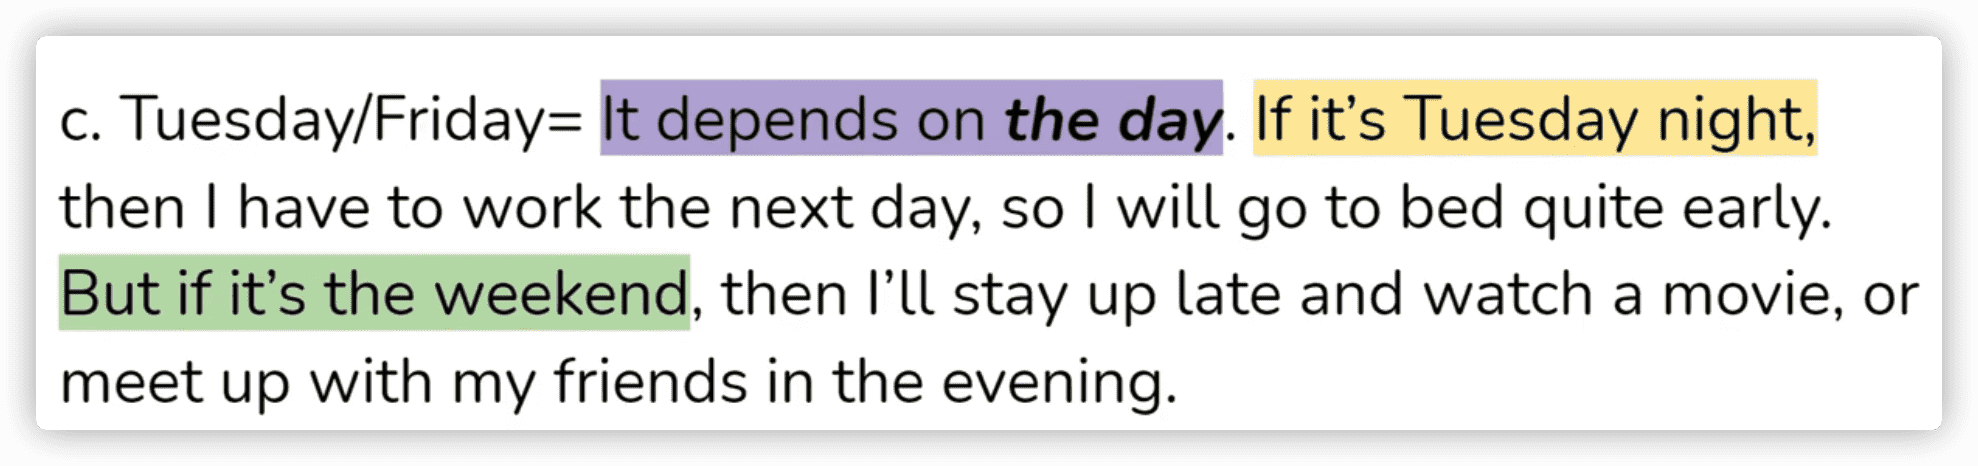 c. Tuesday/Friday= It depends on the day. If it’s Tuesday night,
then I have to work the next day, so I will go to bed quite early.
But if it’s the weekend, then I’ll stay up late and watch a movie, or
meet up with my friends in the evening.